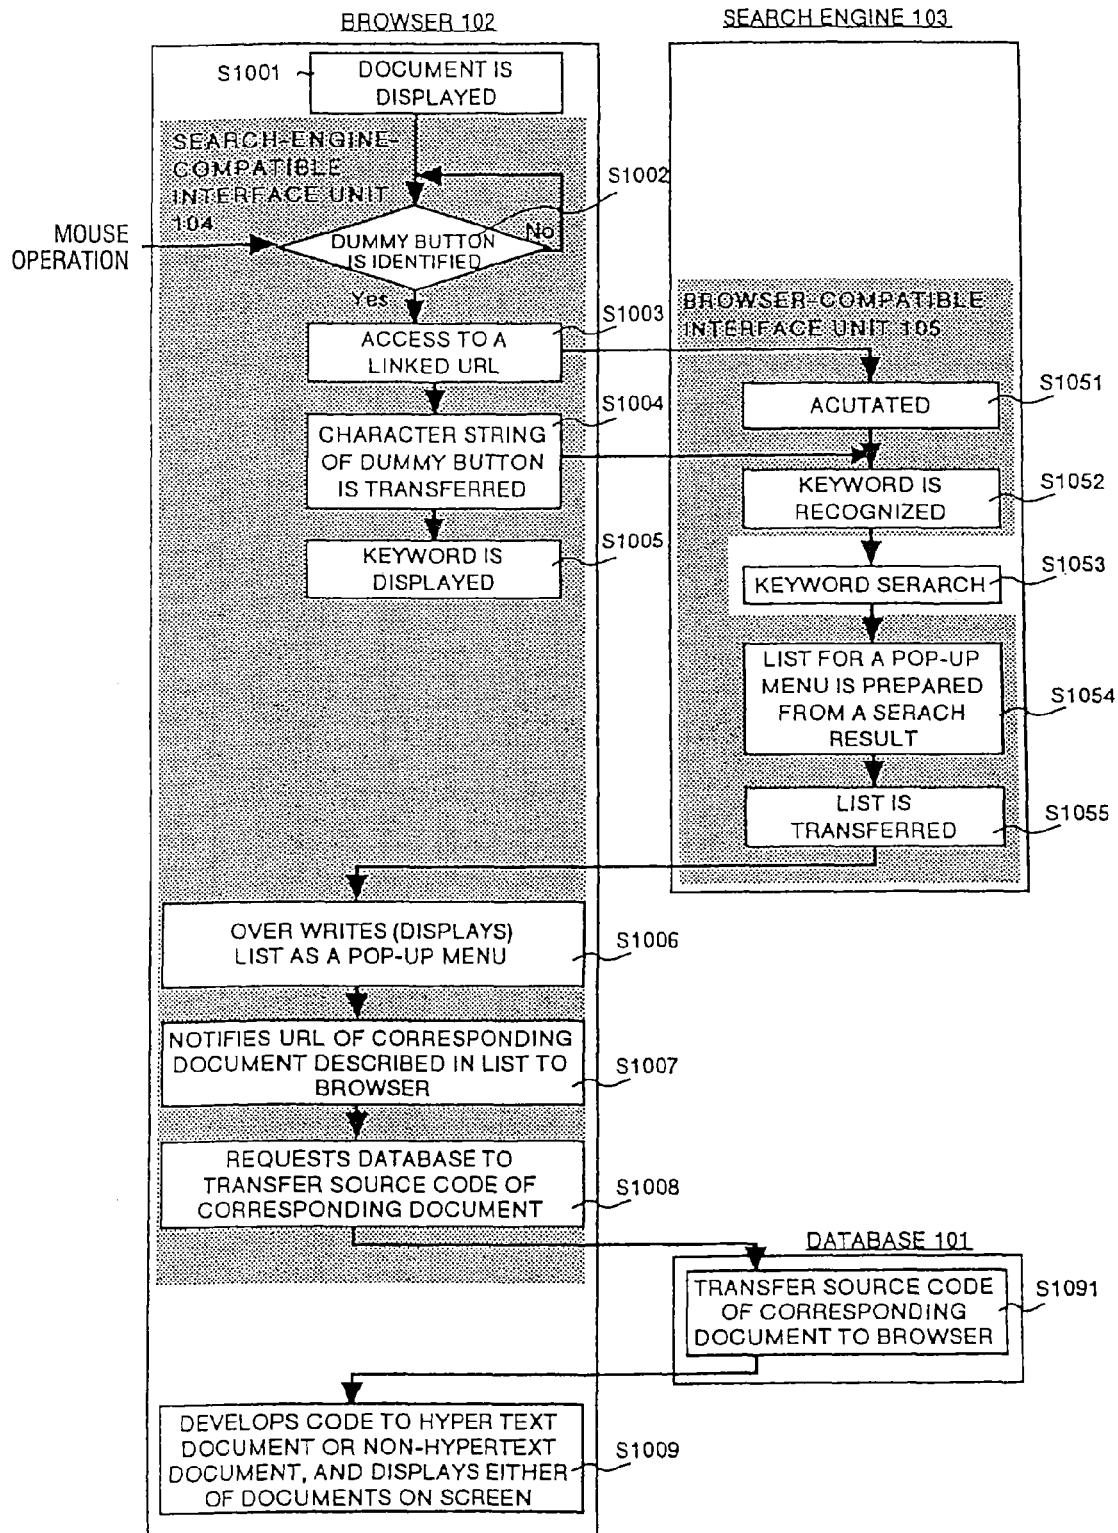 BROWSER 102
SEARCH ENGINE 103
S1001
DOCUMENT IS
DISPLAYED
SEARCH-ENGINE-
COMPATIBLE
INTERFACE UNIT
104
S1002
MOUSE
OPERATION
DUMMY BUTTON
IS IDENTIFIED
No
Yes
S1003
ACCESS TO A
LINKED URL
BROWSER-COMPATIBLE
INTERFACE UNIT 105
S1051
ACUTATED
S1004
CHARACTER STRING
OF DUMMY BUTTON
IS TRANSFERRED
S1052
KEYWORD IS
RECOGNIZED
S1005
KEYWORD IS
DISPLAYED
S1053
KEYWORD SERARCH
LIST FOR A POP-UP
MENU IS PREPARED
FROM A SERACH
RESULT
S1054
LIST IS
TRANSFERRED
S1055
OVER WRITES (DISPLAYS)
LIST AS A POP-UP MENU
S1006
NOTIFIES URL OF CORRESPONDING
DOCUMENT DESCRIBED IN LIST TO
BROWSER
S1007
REQUESTS DATABASE TO
TRANSFER SOURCE CODE OF
CORRESPONDING DOCUMENT
S1008
DATABASE 101
TRANSFER SOURCE CODE
OF CORRESPONDING
DOCUMENT TO BROWSER
S1091
DEVELOPS CODE TO HYPER TEXT
DOCUMENT OR NON-HYPERTEXT
DOCUMENT, AND DISPLAYS EITHER
OF DOCUMENTS ON SCREEN
S1009